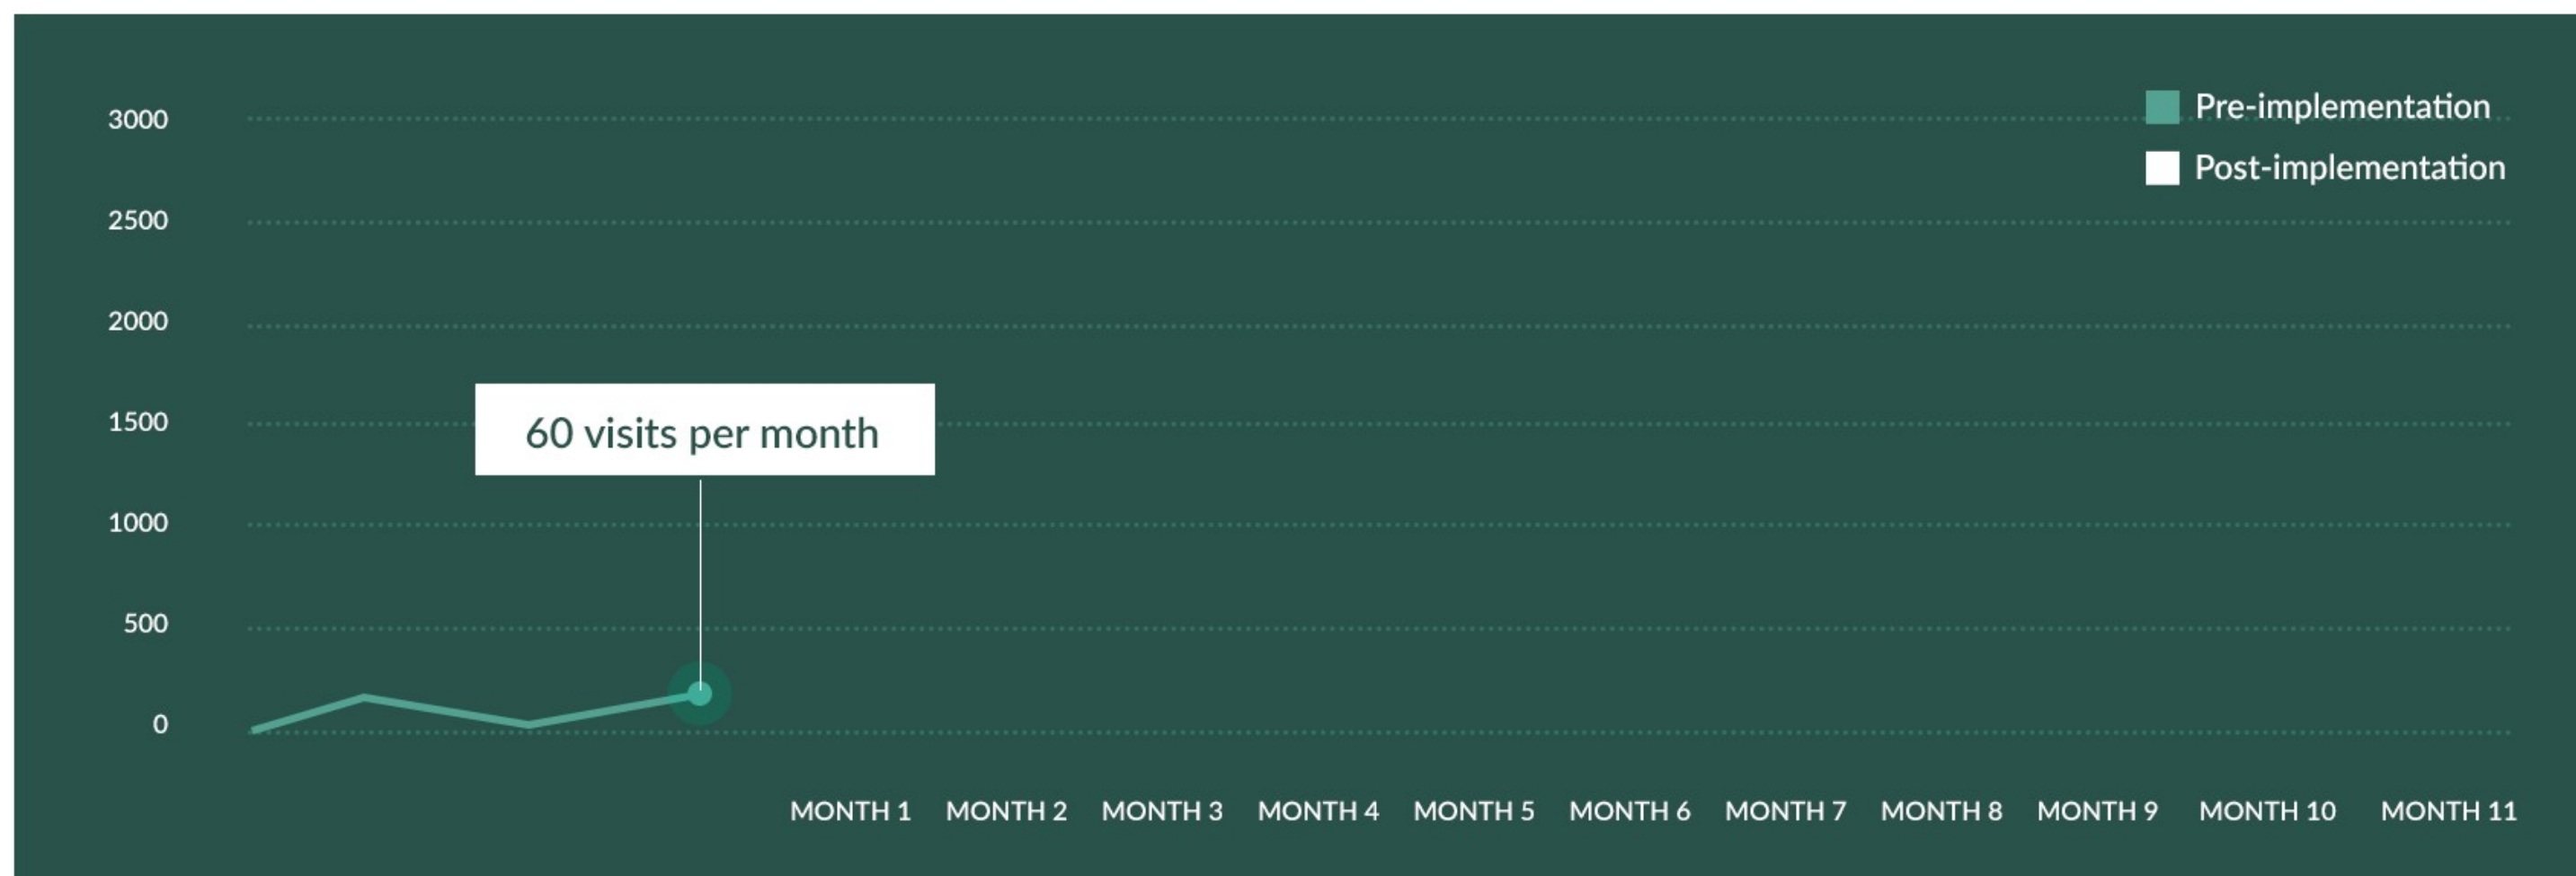 3000
Pre-implementation
Post-implementation
2500
2000
1500
60 visits per month
1000
500
0
MONTH 1 MONTH 2 MONTH 3 MONTH 4 MONTH 5 MONTH 6 MONTH 7 MONTH 8 MONTH 9 MONTH 10 MONTH 11